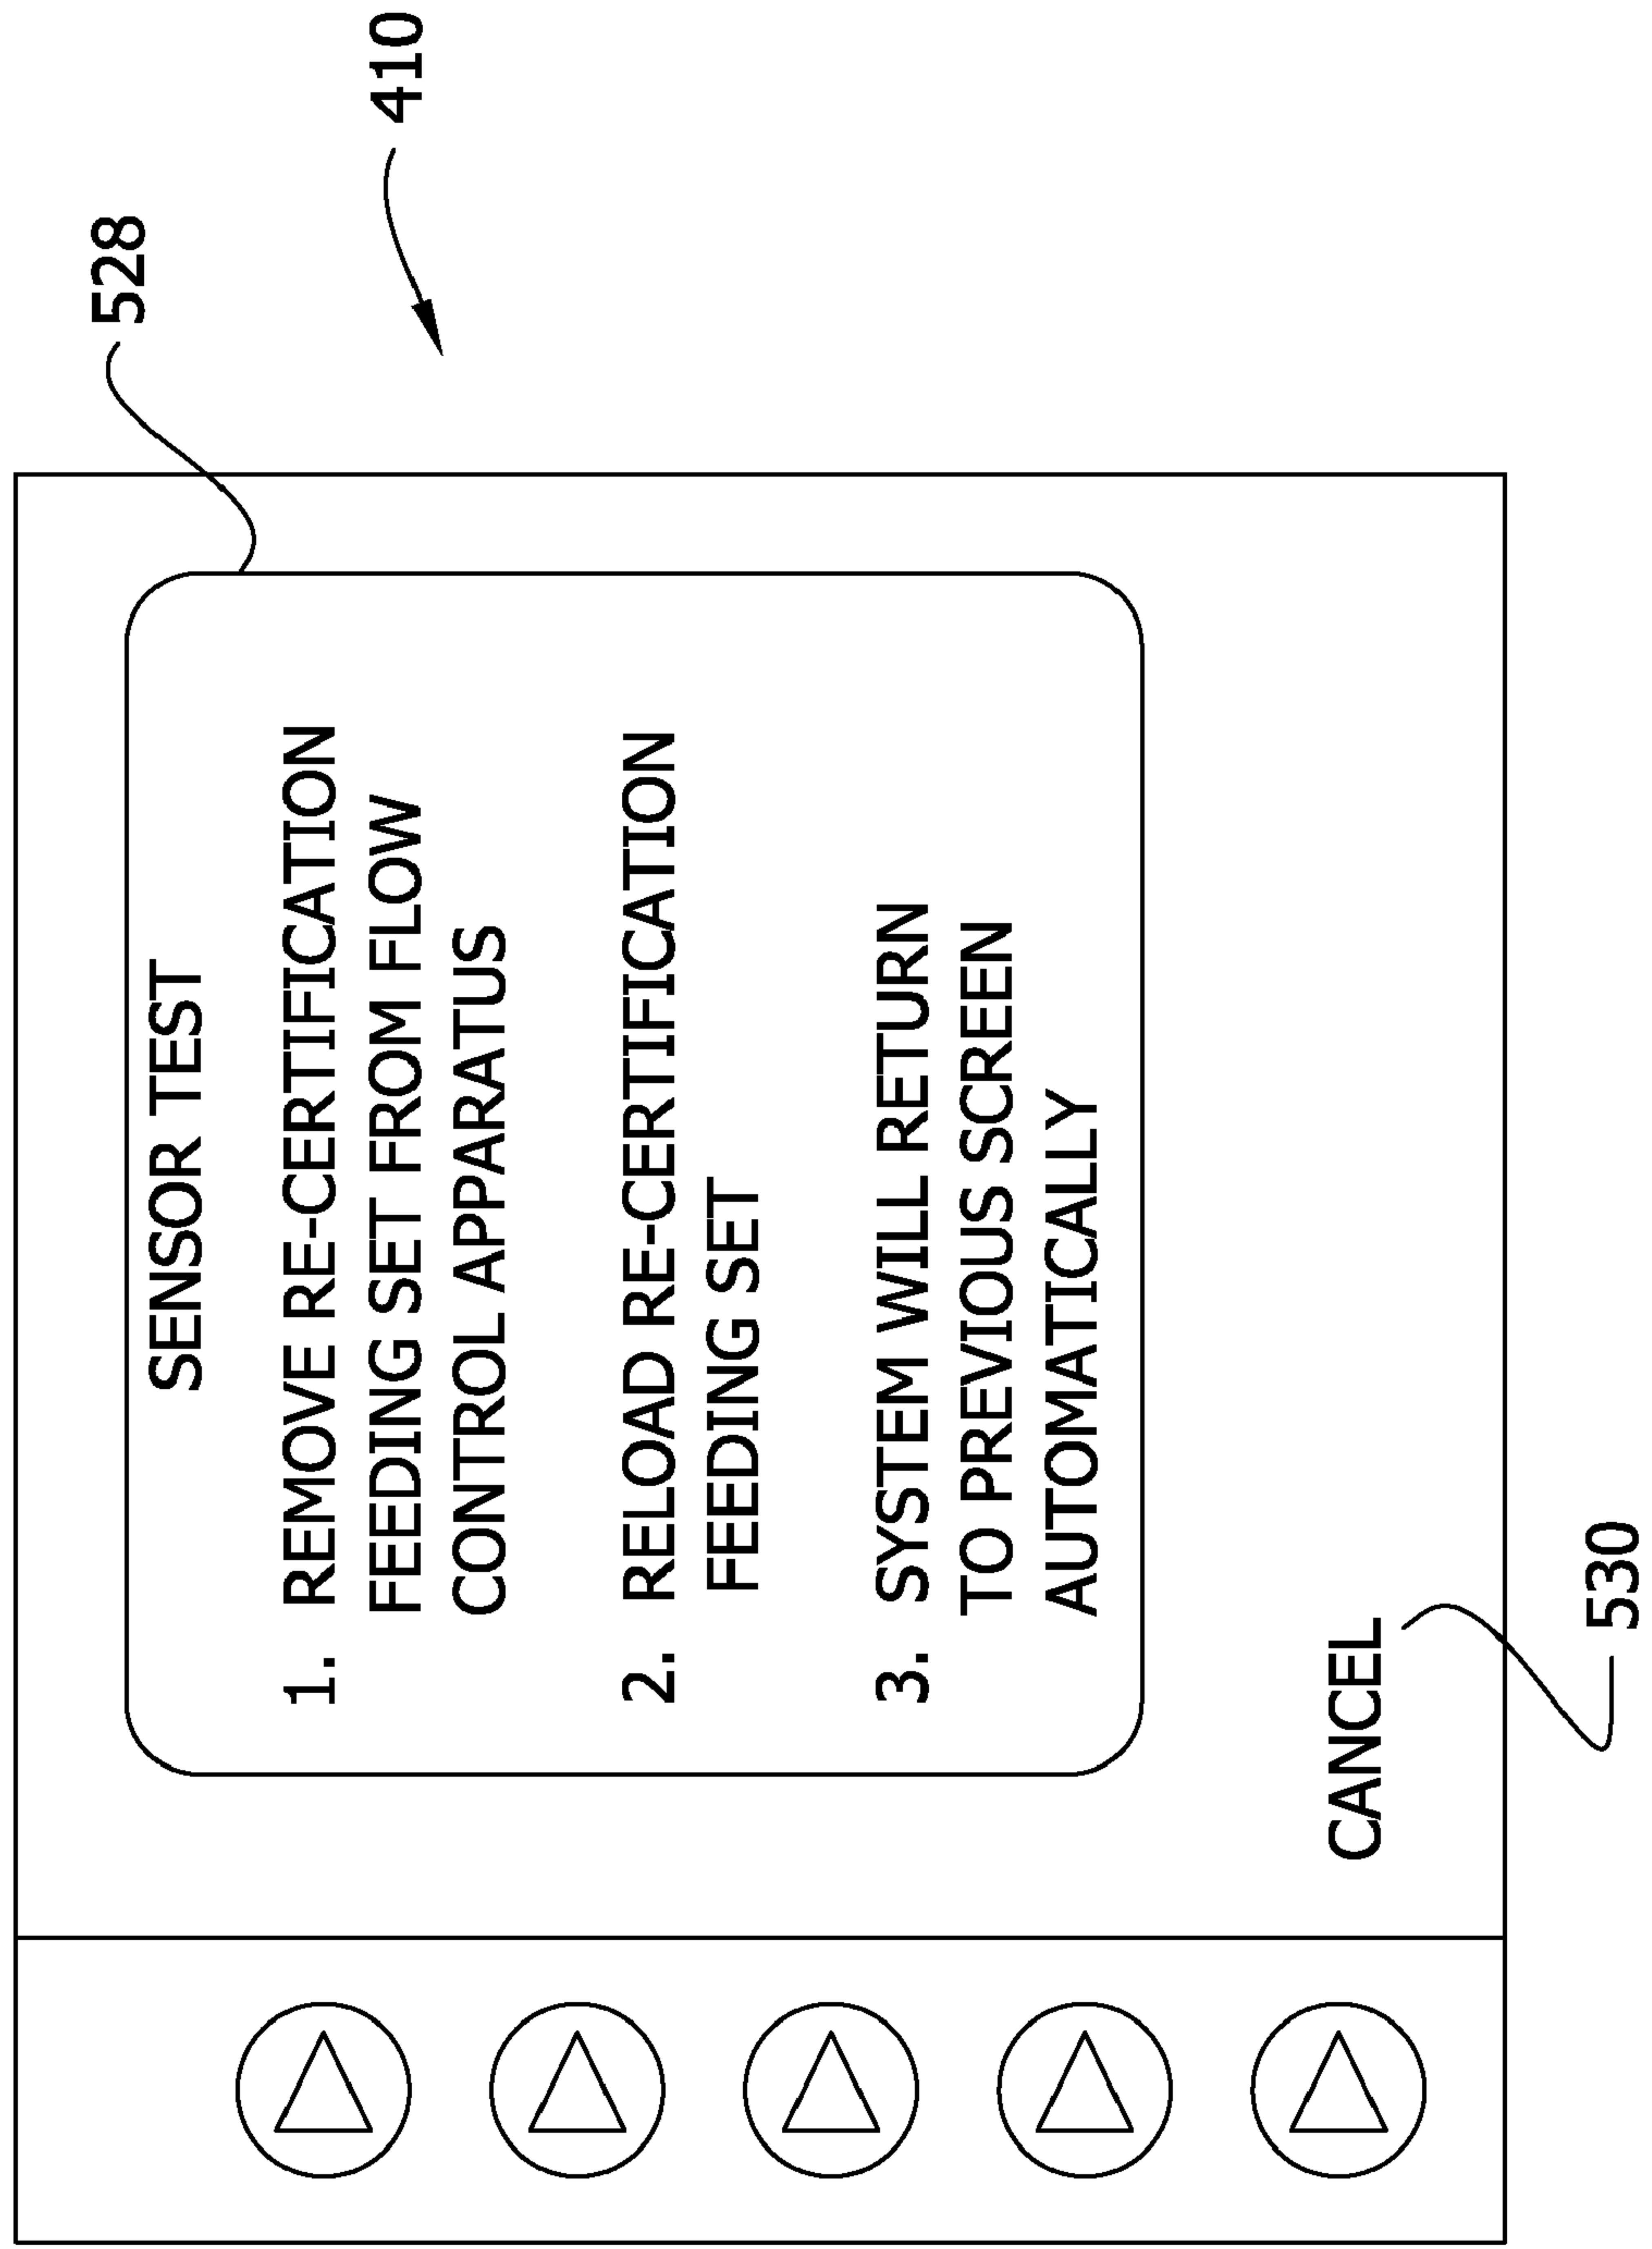 528
410
SENSOR TEST
1. REMOVE RE-CERTIFICATION
FEEDING SET FROM FLOW
CONTROL APPARATUS
2. RELOAD RE-CERTIFICATION
FEEDING SET
3. SYSTEM WILL RETURN
TO PREVIOUS SCREEN
AUTOMATICALLY
CANCEL
530